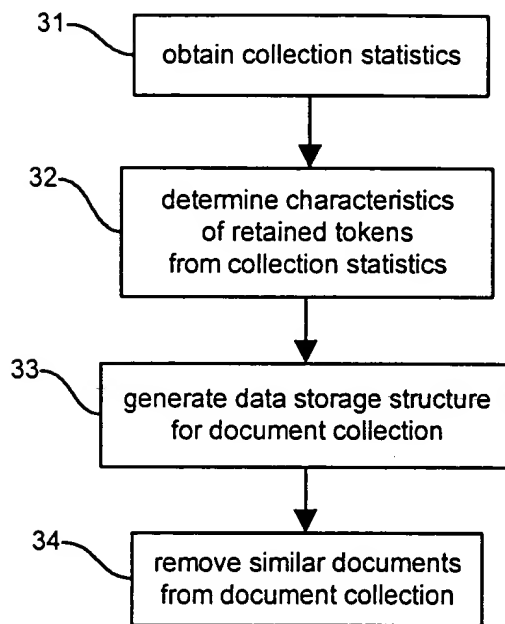 31
obtain collection statistics
32
determine characteristics
of retained tokens
from collection statistics
33
generate data storage structure
for document collection
34
remove similar documents
from document collection